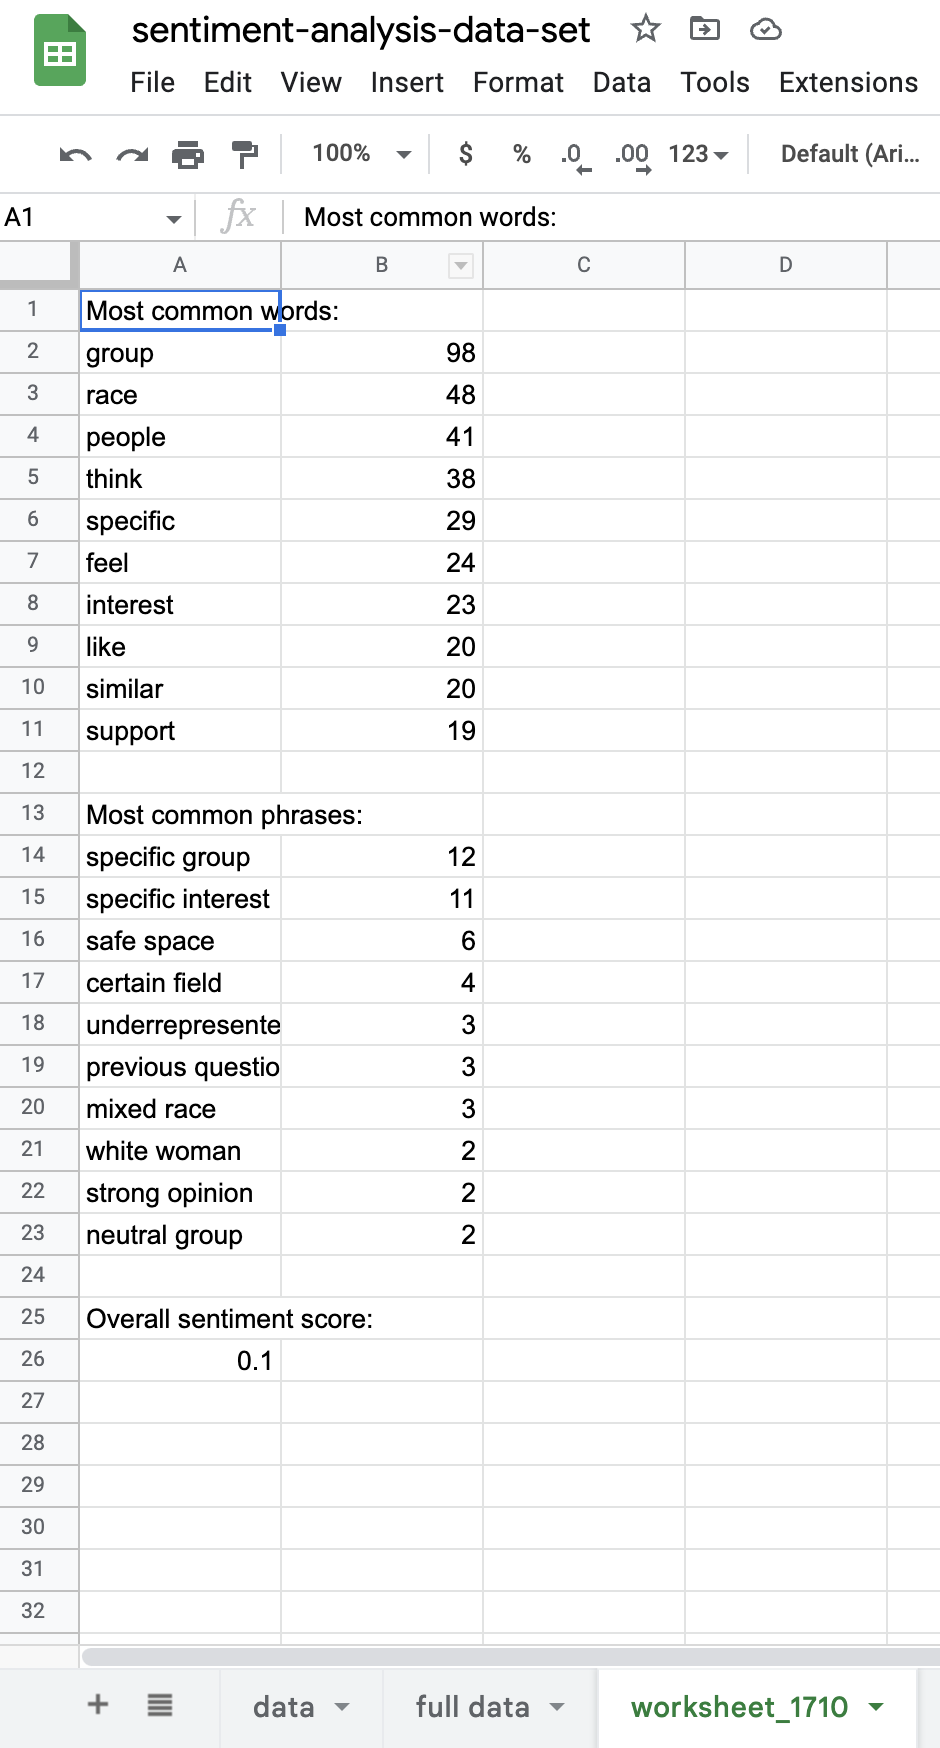 sentiment-analysis-data-set
File Edit View Insert Format Data Tools Extensions
100% $ % .0 .00 123 Default (Ari...
A1 fx Most common words:
A B C D
1 Most common words:
2 group 98
3 race 48
4 people 41
5 think 38
6 specific 29
7 feel 24
8 interest 23
9 like 20
10 similar 20
11 support 19
12
13 Most common phrases:
14 specific group 12
15 specific interest 11
16 safe space 6
17 certain field 4
18 underrepresente 3
19 previous questio 3
20 mixed race 3
21 white woman 2
22 strong opinion 2
23 neutral group 2
24
25 Overall sentiment score:
26 0.1
27
28
29
30
31
32
+ data full data worksheet_1710